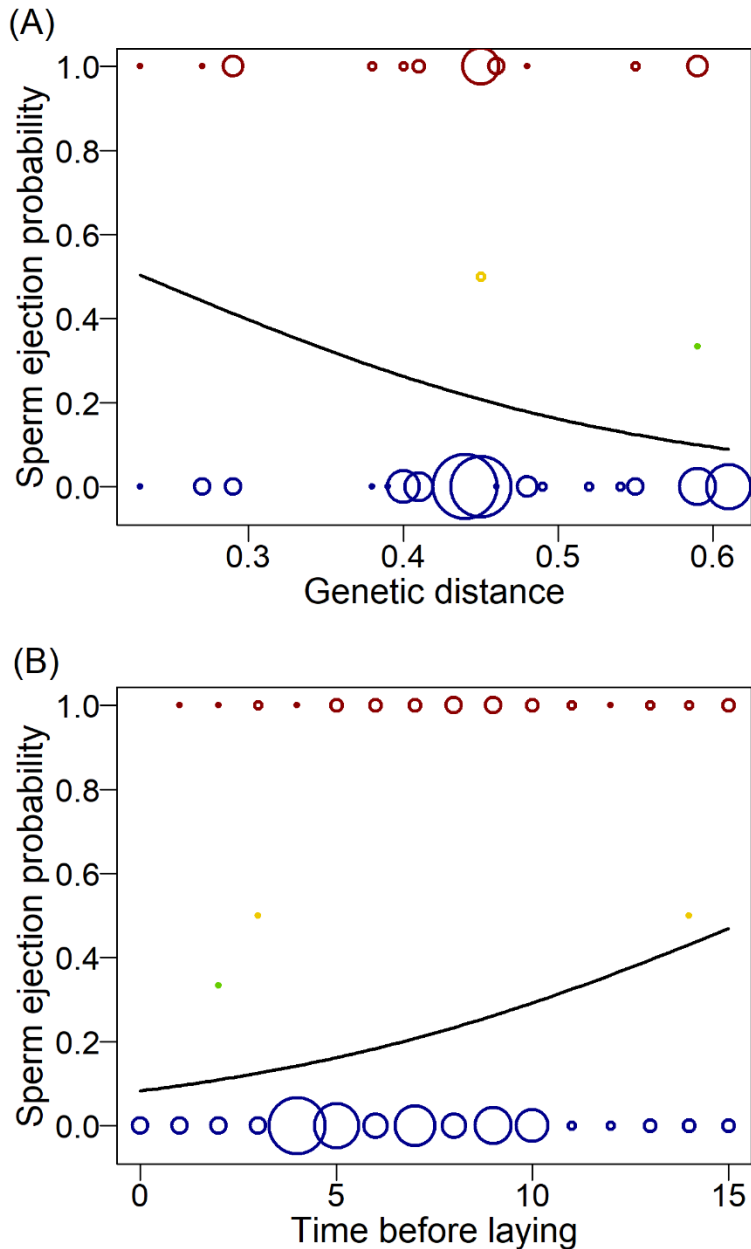 (A)
Sperm ejection probability
1.0
0.8
0.6
0.4
0.2
0.0
0.3 0.4 0.5 0.6
Genetic distance
(B)
Sperm ejection probability
1.0
0.8
0.6
0.4
0.2
0.0
0 5 10 15
Time before laying